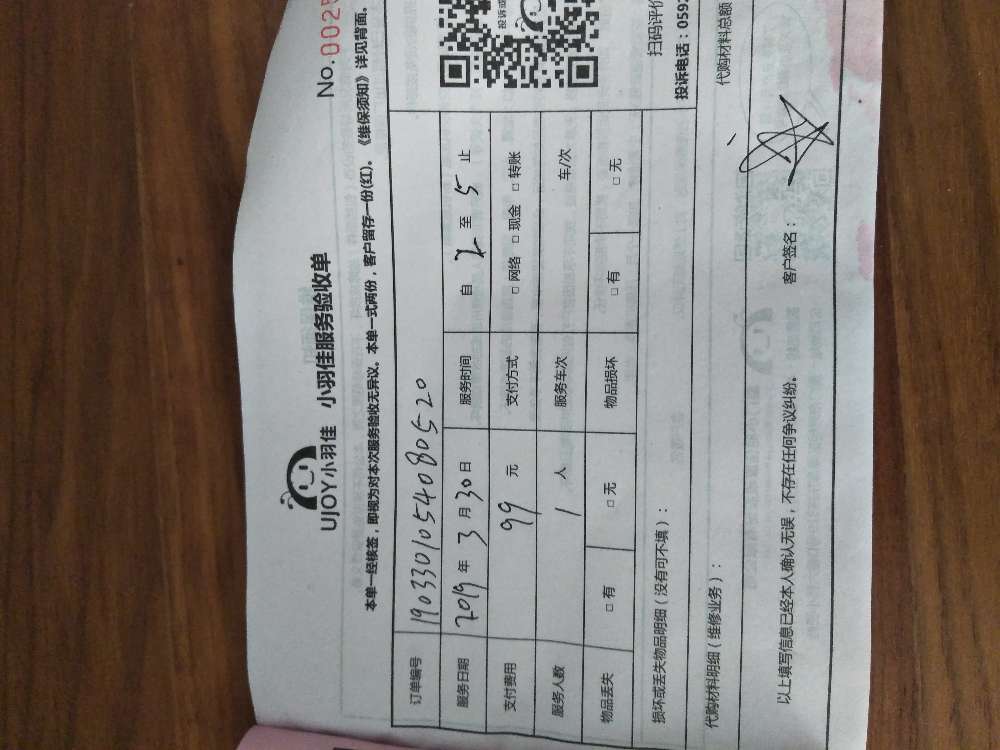 No.0025
UJOY小羽佳 小羽佳服务验收单
本单一经核签，即视为对本次服务验收无异议。本单一式两份，客户留存一份(红)。《维保须知》详见背面。
订单编号 1903301054080520
服务日期 2019 年 3 月 30 日 服务时间 自 2 至 5 止
支付费用 99 元 支付方式 □ 网络 □ 现金 □ 转账
服务人数 1 人 服务车次 车/次
物品丢失 □ 有 □ 无 物品损坏 □ 有 □ 无
投诉或
扫码评价
投诉电话：0592
损坏或丢失物品明细（没有可不填）：
代购材料明细（维修业务）： 代购材料总额
以上填写信息已经本人确认无误，不存在任何争议纠纷。 客户签名：